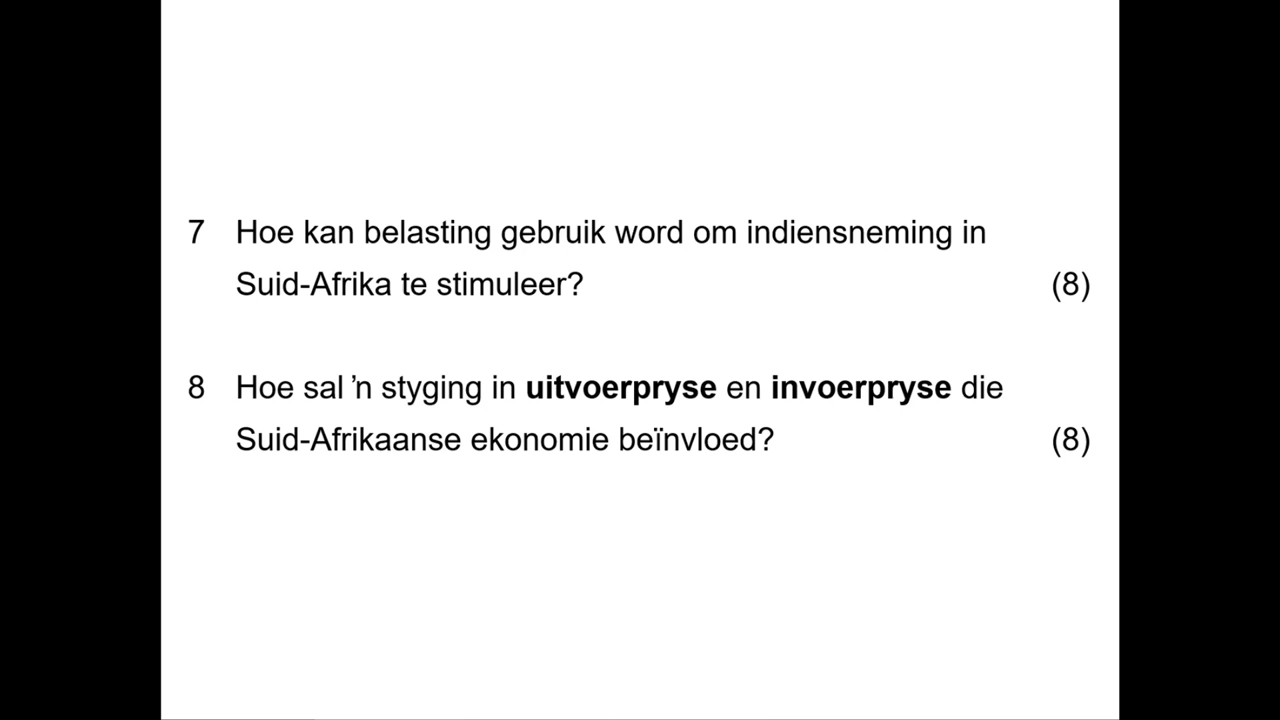 7 Hoe kan belasting gebruik word om indiensneming in
Suid-Afrika te stimuleer? (8)
8 Hoe sal ’n styging in uitvoerpryse en invoerpryse die
Suid-Afrikaanse ekonomie beïnvloed? (8)